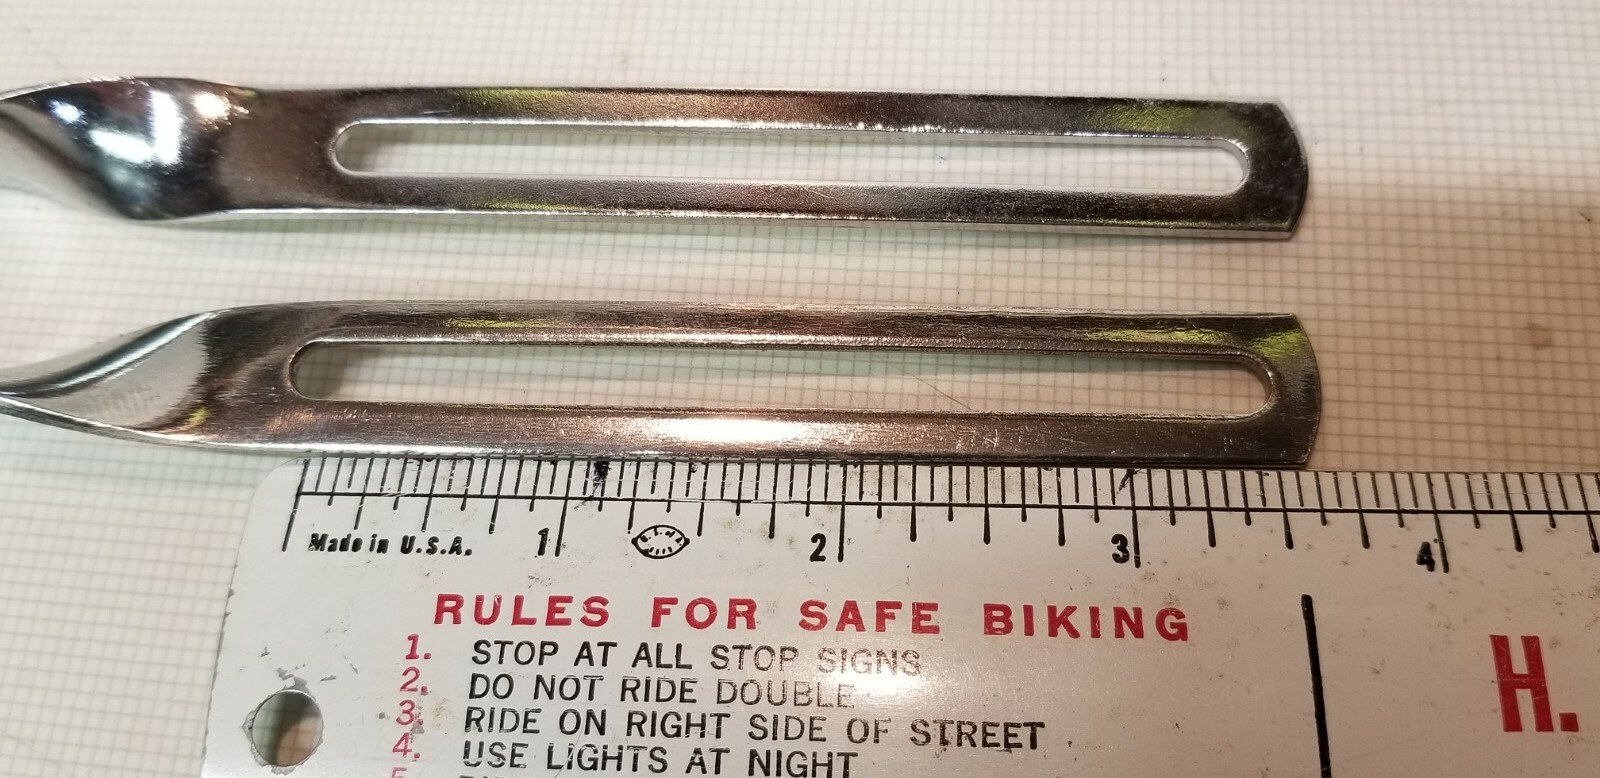 Made in U.S.A. 1 2 3 4
RULES FOR SAFE BIKING
1. STOP AT ALL STOP SIGNS
2. DO NOT RIDE DOUBLE
3. RIDE ON RIGHT SIDE OF STREET
4. USE LIGHTS AT NIGHT
H.